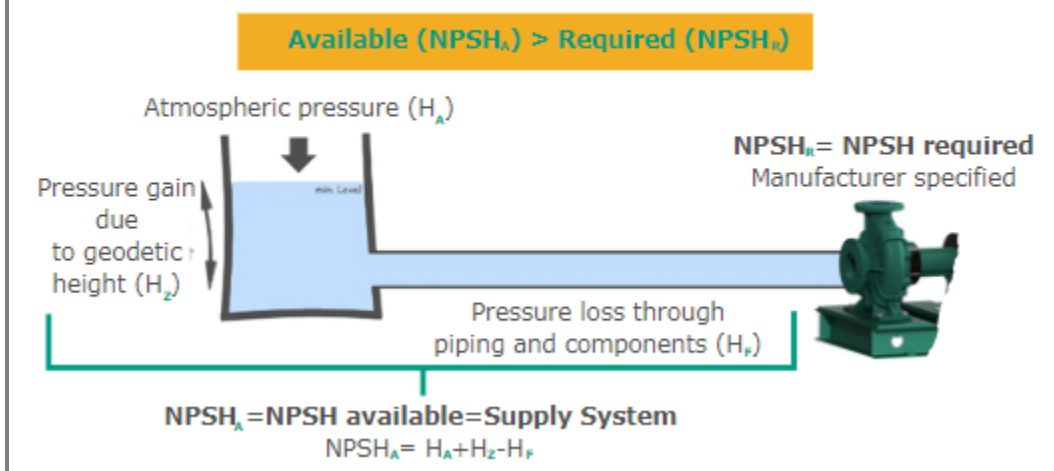 Available (NPSHA) > Required (NPSHR)
Atmospheric pressure (HA)
NPSHR= NPSH required
Manufacturer specified
Pressure gain
due
to geodetic
height (HZ)
min. Level
Pressure loss through
piping and components (HF)
NPSHA=NPSH available=Supply System
NPSHA= HA+HZ-HF